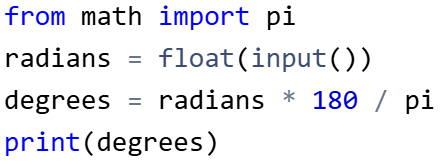 from math import pi
radians = float(input())
degrees = radians * 180 / pi
print(degrees)